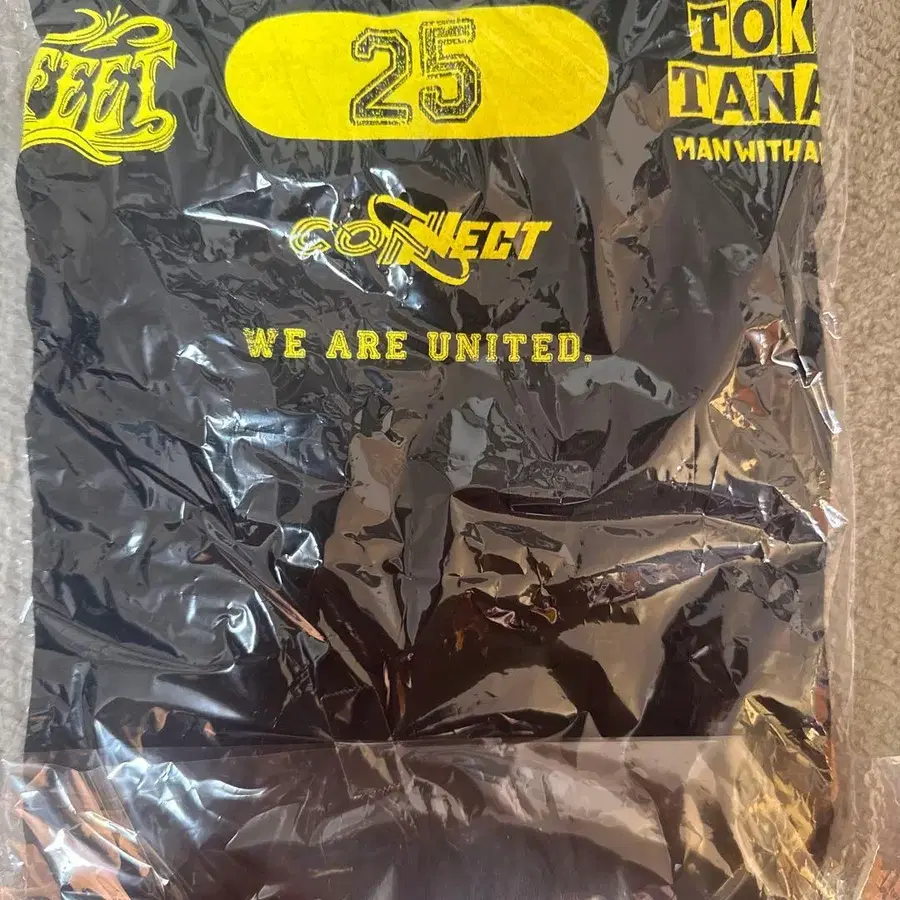 FEET
25
TOK
TANA
MAN WITH A
CONNECT
WE ARE UNITED.